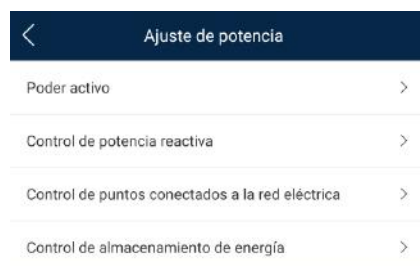 Ajuste de potencia
Poder activo
Control de potencia reactiva
Control de puntos conectados a la red eléctrica
Control de almacenamiento de energía